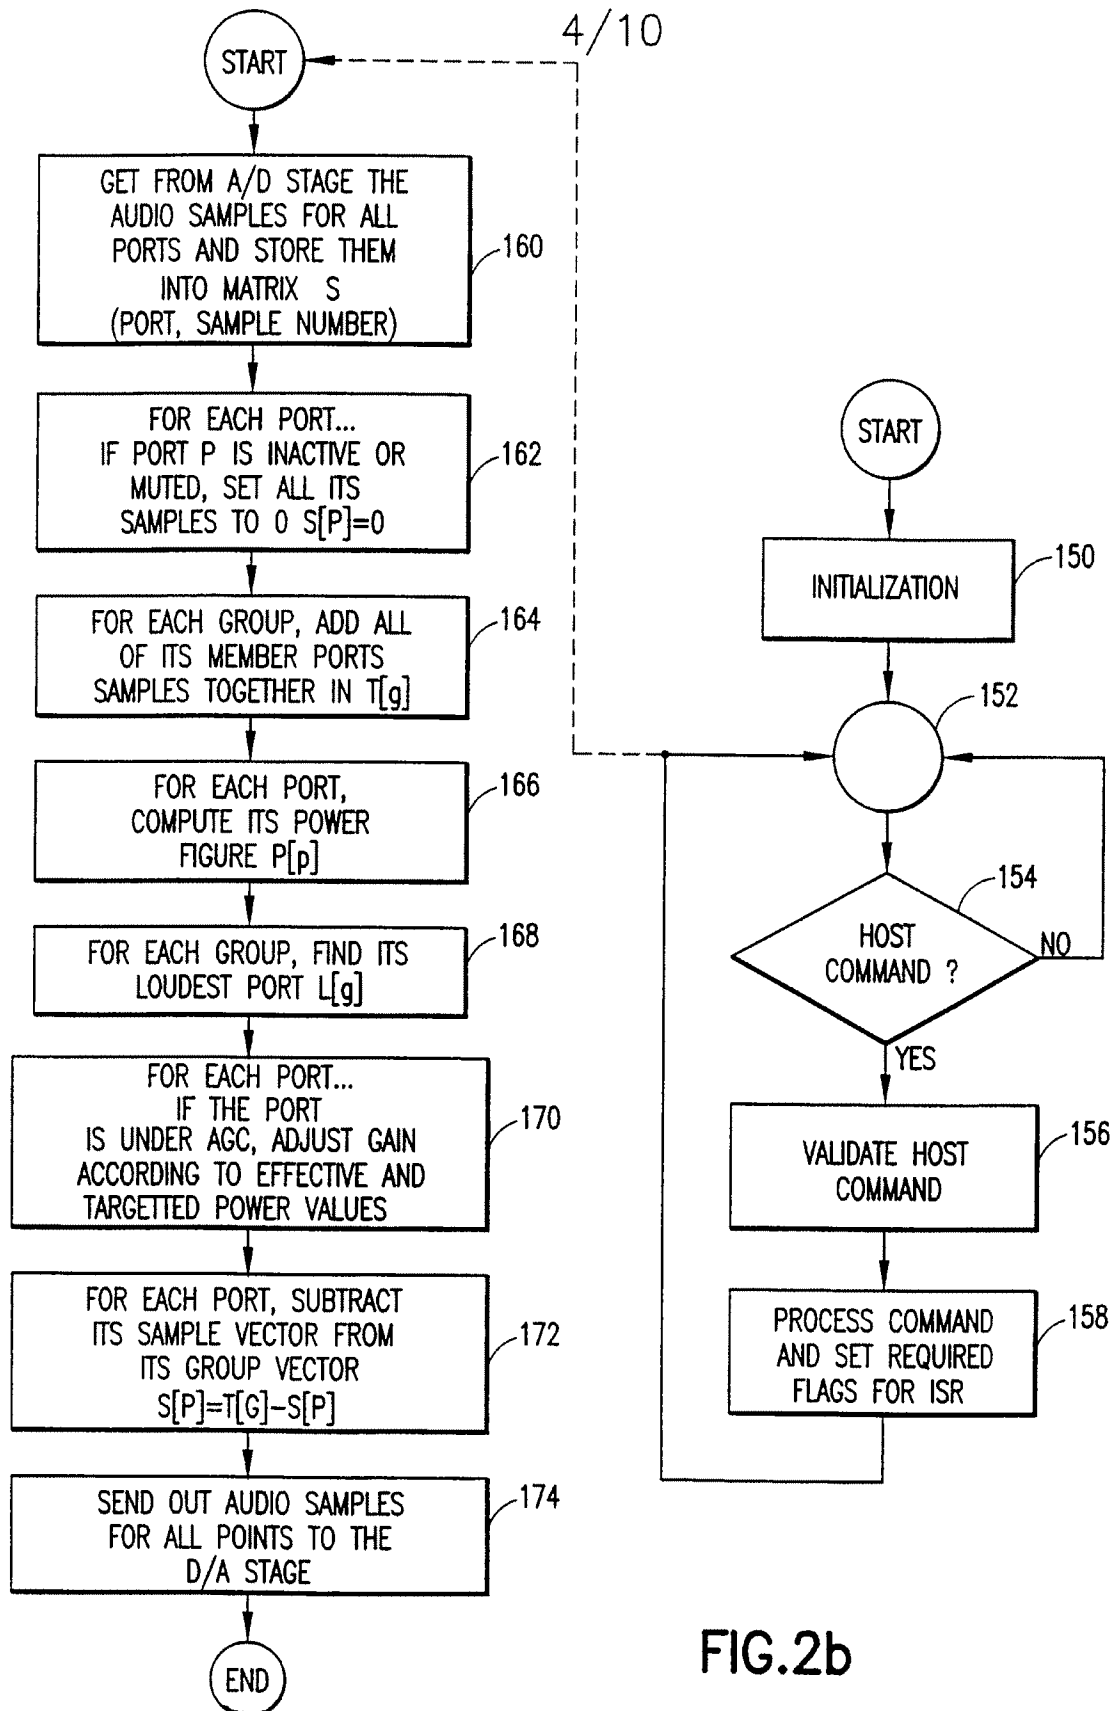 4/10
START
GET FROM A/D STAGE THE
AUDIO SAMPLES FOR ALL
PORTS AND STORE THEM
INTO MATRIX S
(PORT, SAMPLE NUMBER)
160
FOR EACH PORT...
IF PORT P IS INACTIVE OR
MUTED, SET ALL ITS
SAMPLES TO 0 S[P]=0
162
FOR EACH GROUP, ADD ALL
OF ITS MEMBER PORTS
SAMPLES TOGETHER IN T[g]
164
FOR EACH PORT,
COMPUTE ITS POWER
FIGURE P[p]
166
FOR EACH GROUP, FIND ITS
LOUDEST PORT L[g]
168
FOR EACH PORT...
IF THE PORT
IS UNDER AGC, ADJUST GAIN
ACCORDING TO EFFECTIVE AND
TARGETTED POWER VALUES
170
FOR EACH PORT, SUBTRACT
ITS SAMPLE VECTOR FROM
ITS GROUP VECTOR
S[P]=T[G]-S[P]
172
SEND OUT AUDIO SAMPLES
FOR ALL POINTS TO THE
D/A STAGE
174
END
START
INITIALIZATION
150
152
HOST
COMMAND ?
154
NO
YES
VALIDATE HOST
COMMAND
156
PROCESS COMMAND
AND SET REQUIRED
FLAGS FOR ISR
158
FIG.2b